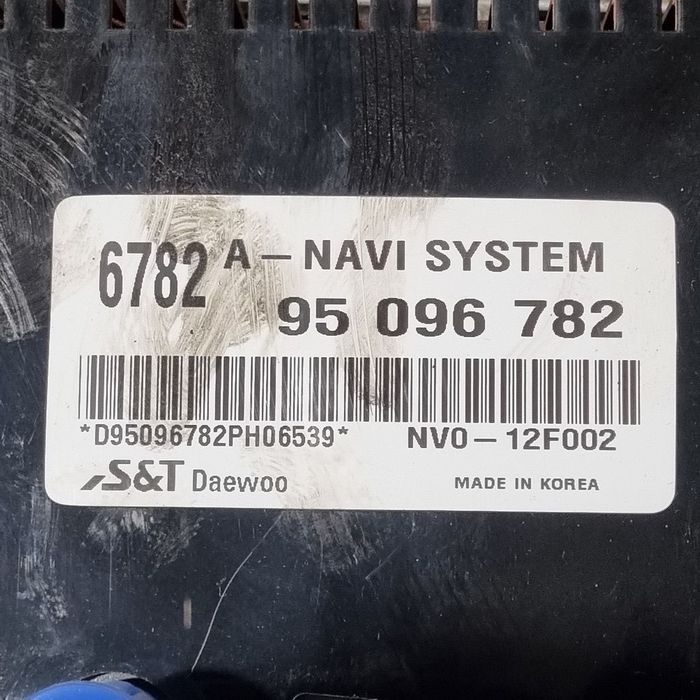 6782 A-NAVI SYSTEM
95 096 782
*D95096782PH06539* NV0-12F002
S&T Daewoo MADE IN KOREA